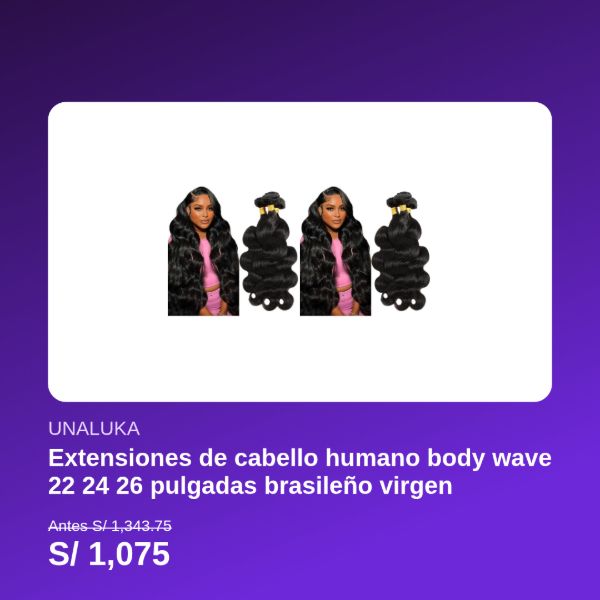 UNALUKA
Extensiones de cabello humano body wave
22 24 26 pulgadas brasileño virgen
Antes S/ 1,343.75
S/ 1,075